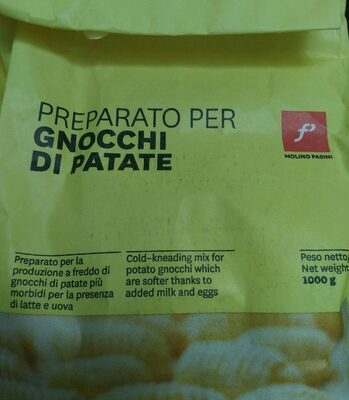 PREPARATO PER
GNOCCHI
DI PATATE
MOLINO PASINI
Preparato per la
produzione a freddo di
gnocchi di patate più
morbidi per la presenza
di latte e uova
Cold-kneading mix for
potato gnocchi which
are softer thanks to
added milk and eggs
Peso netto
Net weight
1000 g